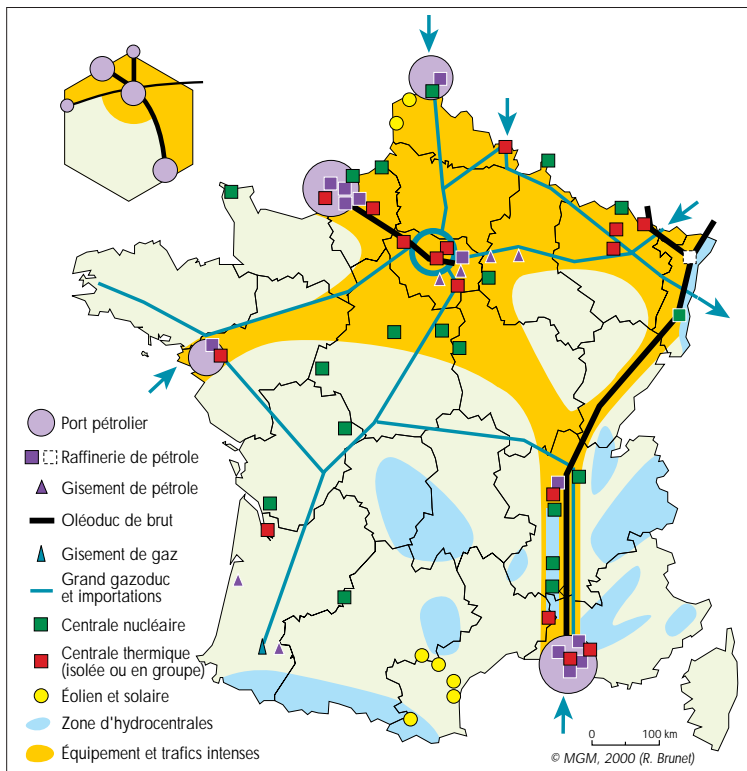 Port pétrolier
Raffinerie de pétrole
Gisement de pétrole
Oléoduc de brut
Gisement de gaz
Grand gazoduc
et importations
Centrale nucléaire
Centrale thermique
(isolée ou en groupe)
Éolien et solaire
Zone d'hydrocentrales
Équipement et trafics intenses
0 100 km
© MGM, 2000 (R. Brunet)